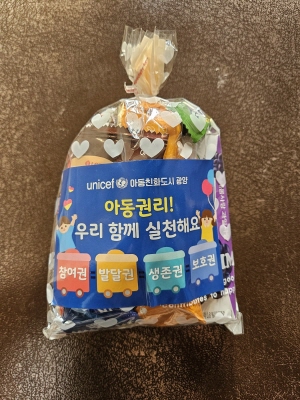 unicef 아동친화도시 광양
아동권리!
우리 함께 실천해요
참여권 발달권 생존권 보호권